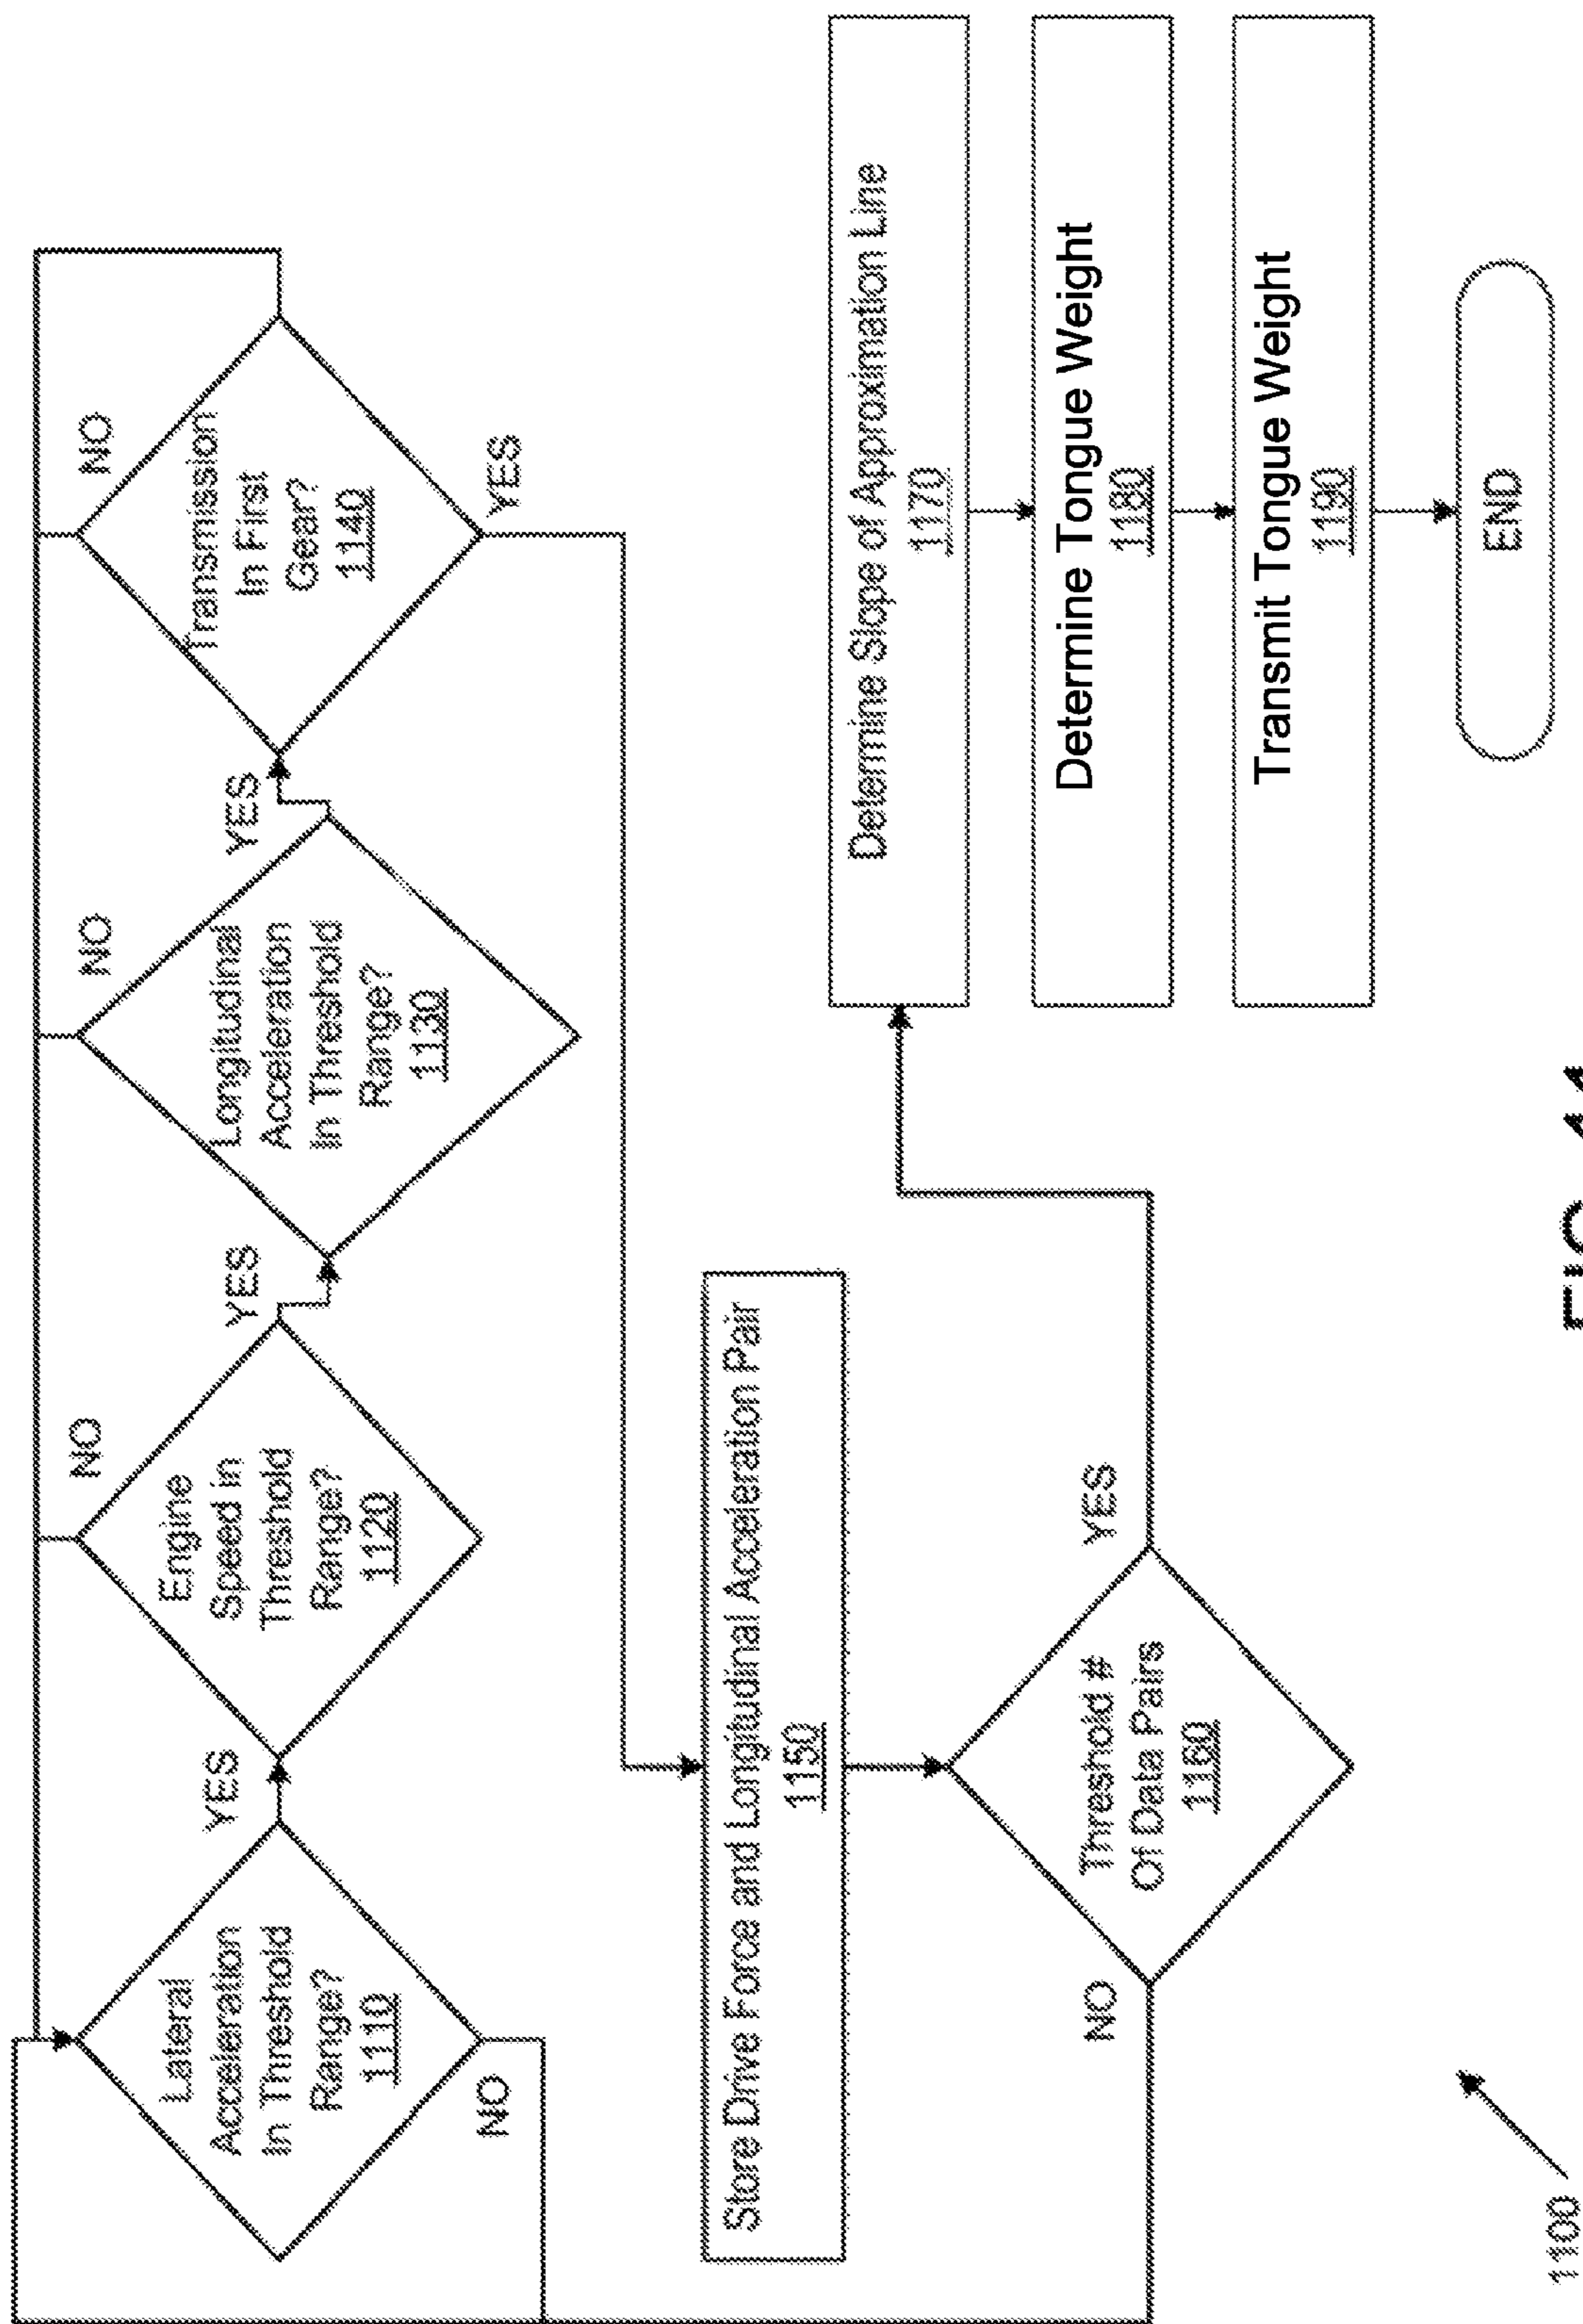 Lateral
Acceleration
In Threshold
Range?
1110
YES
NO
Engine
Speed in
Threshold
Range?
1120
NO
YES
Longitudinal
Acceleration
In Threshold
Range?
1130
NO
YES
Transmission
In First
Gear?
1140
NO
YES
Store Drive Force and Longitudinal Acceleration Pair
1150
Threshold #
Of Data Pairs
1160
NO
YES
Determine Slope of Approximation Line
1170
Determine Tongue Weight
1180
Transmit Tongue Weight
1190
END
1100